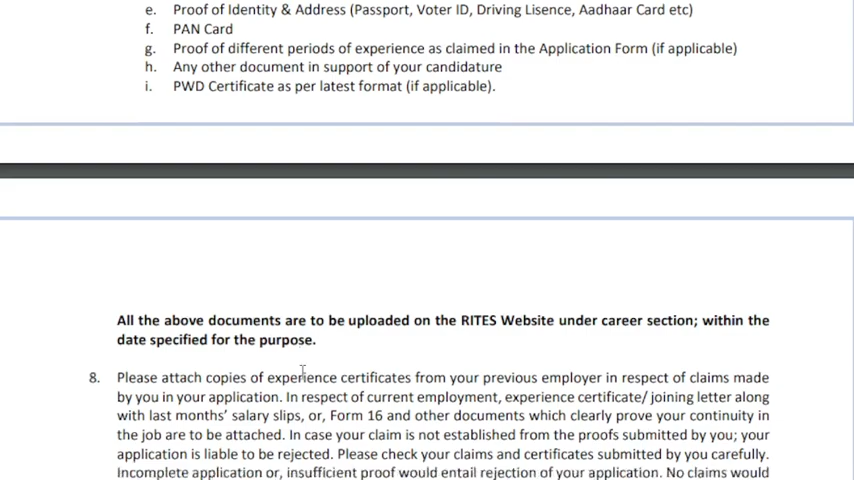 e. Proof of Identity & Address (Passport, Voter ID, Driving Lisence, Aadhaar Card etc)
f. PAN Card
g. Proof of different periods of experience as claimed in the Application Form (if applicable)
h. Any other document in support of your candidature
i. PWD Certificate as per latest format (if applicable).
All the above documents are to be uploaded on the RITES Website under career section; within the
date specified for the purpose.
8. Please attach copies of experience certificates from your previous employer in respect of claims made
by you in your application. In respect of current employment, experience certificate/ joining letter along
with last months’ salary slips, or, Form 16 and other documents which clearly prove your continuity in
the job are to be attached. In case your claim is not established from the proofs submitted by you; your
application is liable to be rejected. Please check your claims and certificates submitted by you carefully.
Incomplete application or, insufficient proof would entail rejection of your application. No claims would